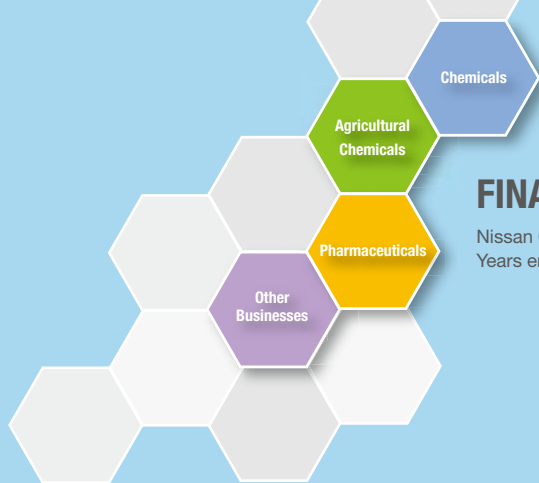 Chemicals
Agricultural
Chemicals
Pharmaceuticals
Other
Businesses
FINA
Nissan
Years